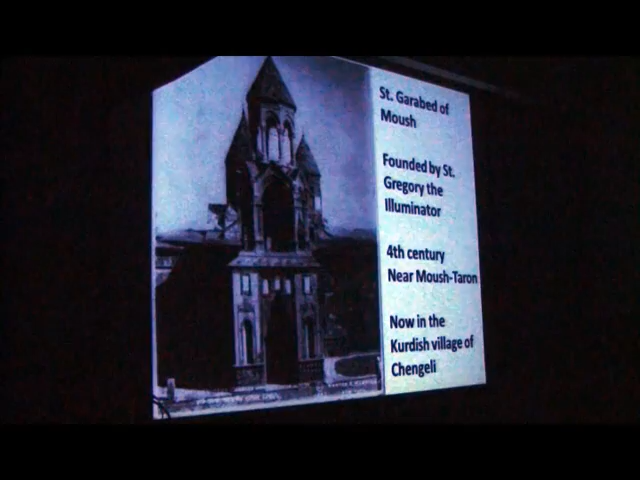 St. Garabed of
Moush
Founded by St.
Gregory the
Illuminator
4th century
Near Moush-Taron
Now in the
Kurdish village of
Chengeli